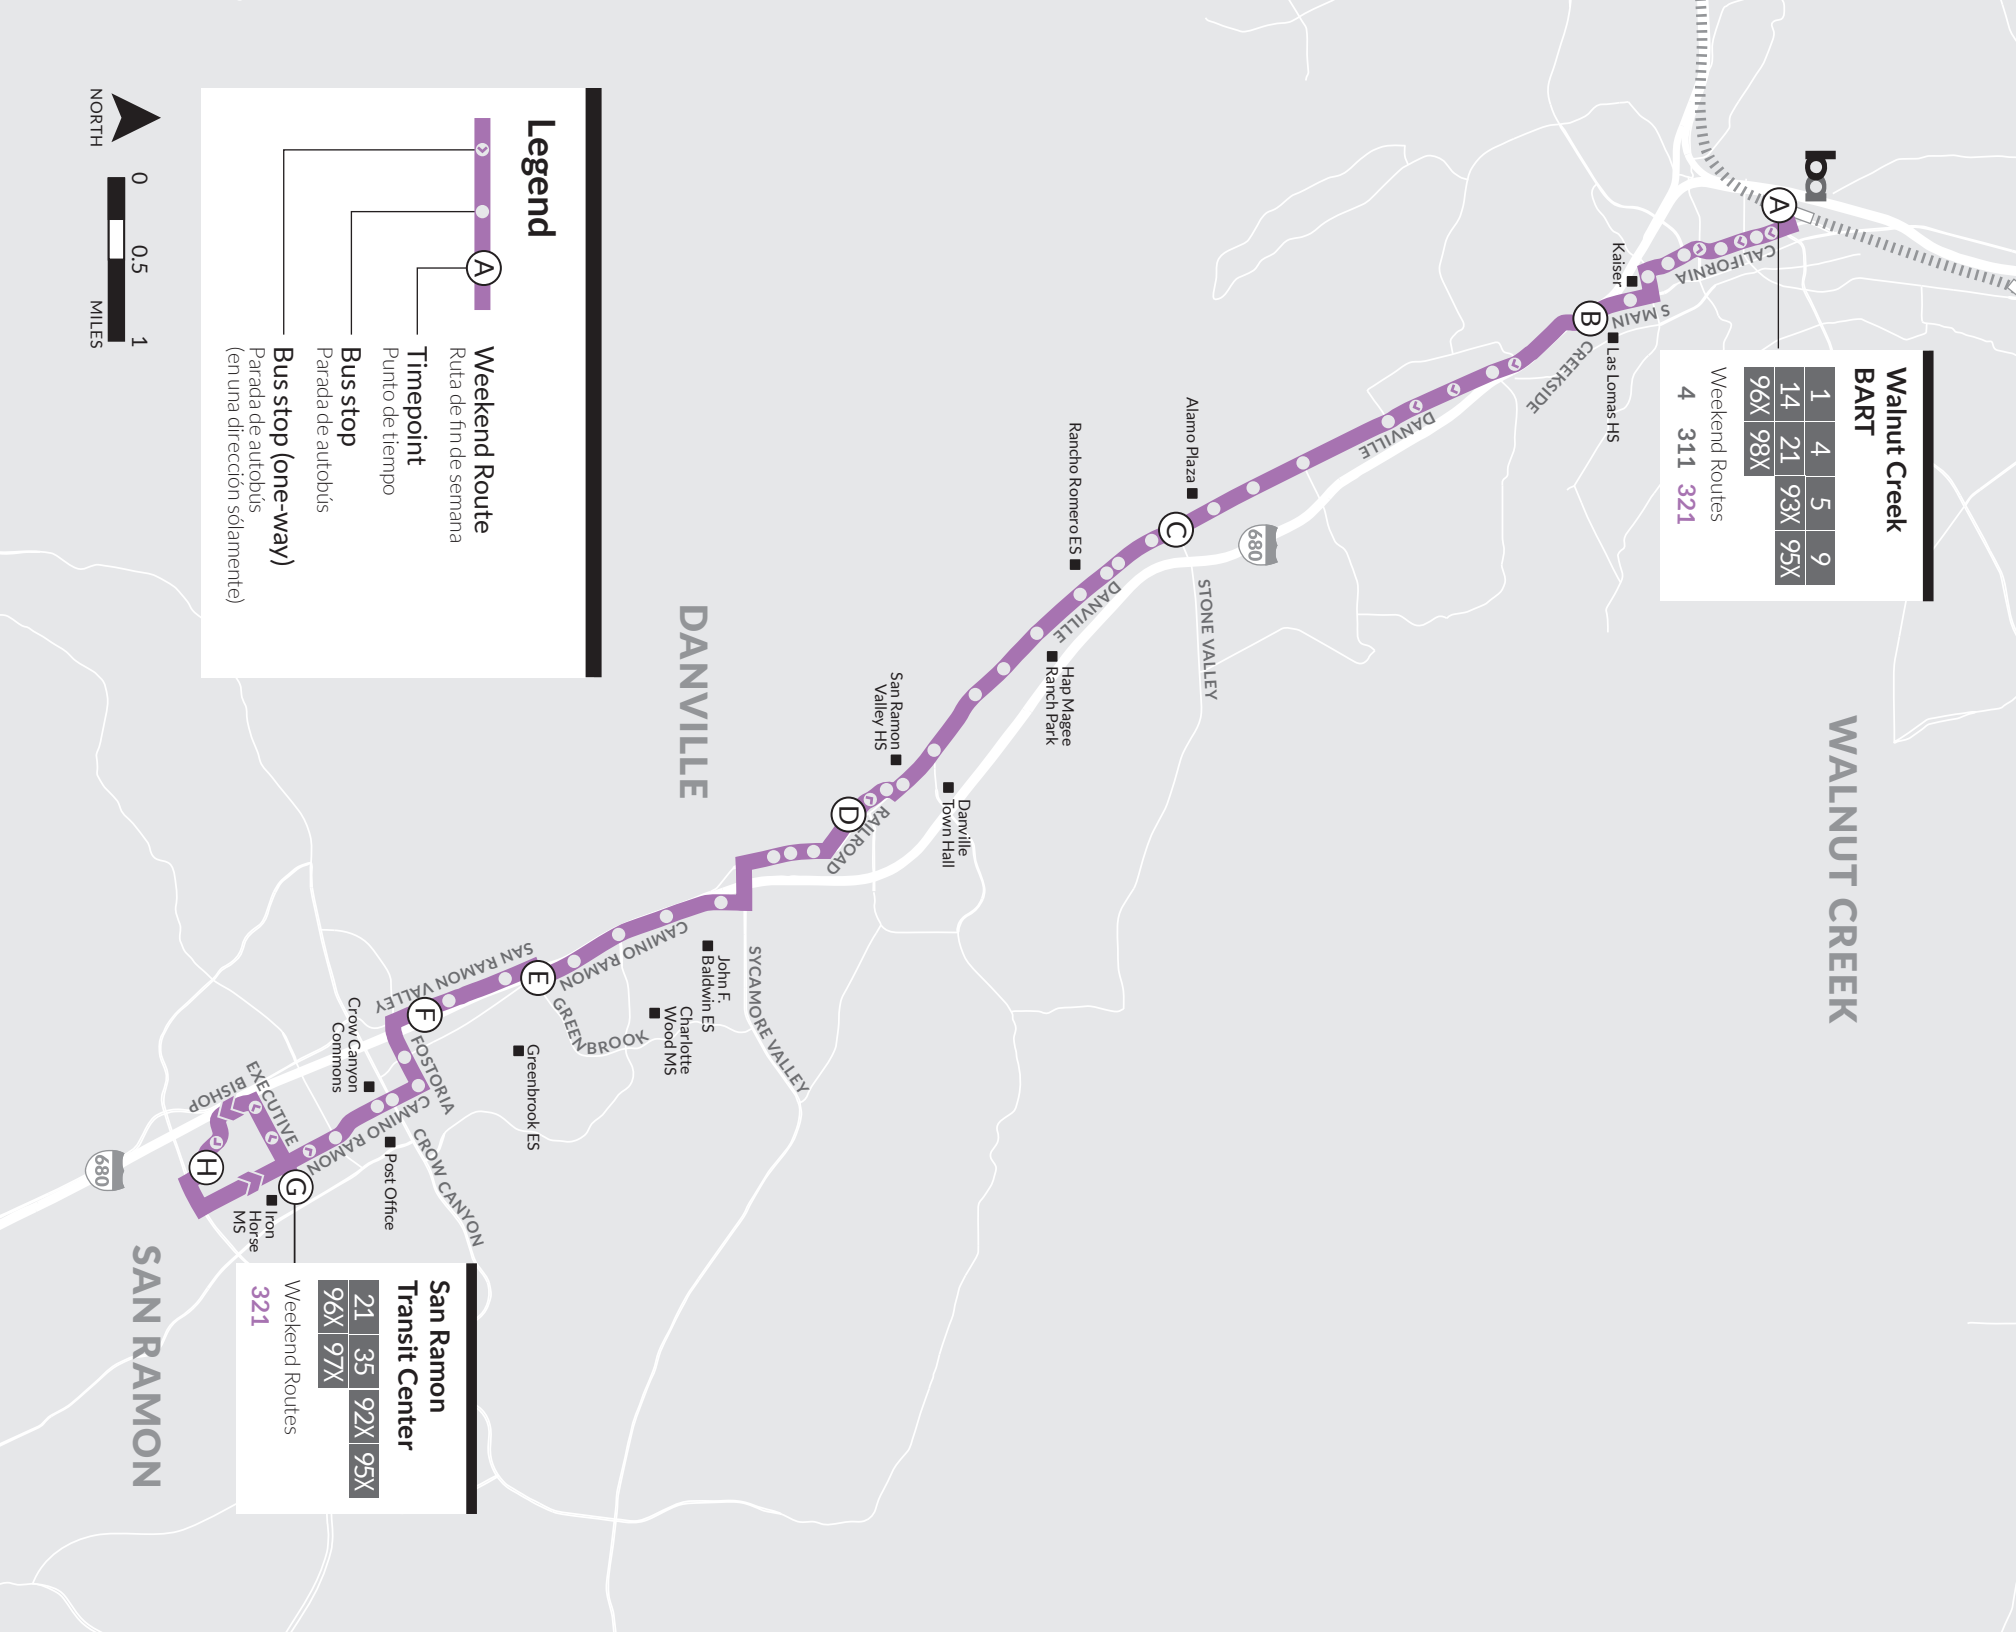 ba
A
CALIFORNIA
Kaiser
S MAIN
B
Las Lomas HS
CREEKSIDE
DANVILLE
Walnut Creek
BART
1 4 5 9
14 21 93X 95X
96X 98X
Weekend Routes
4 311 321
WALNUT CREEK
Alamo Plaza
C
680
STONE VALLEY
Rancho Romero ES
DANVILLE
Hap Magee
Ranch Park
San Ramon
Valley HS
Danville
Town Hall
D
RAILROAD
DANVILLE
John F.
Baldwin ES
SYCAMORE VALLEY
CAMINO RAMON
Charlotte
Wood MS
E
GREENBROOK
Greenbrook ES
SAN RAMON VALLEY
F
FOSTORIA
Crow Canyon
Commons
CAMINO RAMON
CROW CANYON
Post Office
EXECUTIVE
BISHOP
H
G
Iron
Horse
MS
680
San Ramon
Transit Center
21 35 92X 95X
96X 97X
Weekend Routes
321
SAN RAMON
Legend
A
Weekend Route
Ruta de fin de semana
Timepoint
Punto de tiempo
Bus stop
Parada de autobús
Bus stop (one-way)
Parada de autobús
(en una dirección sólamente)
NORTH
0 0.5 1
MILES